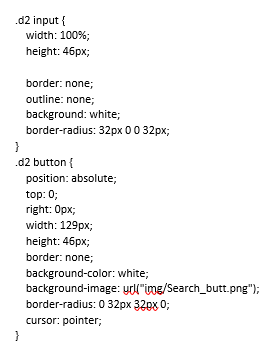 .d2 input {
width: 100%;
height: 46px;

border: none;
outline: none;
background: white;
border-radius: 32px 0 0 32px;
}
.d2 button {
position: absolute;
top: 0;
right: 0px;
width: 129px;
height: 46px;
border: none;
background-color: white;
background-image: url("img/Search_butt.png");
border-radius: 0 32px 32px 0;
cursor: pointer;
}